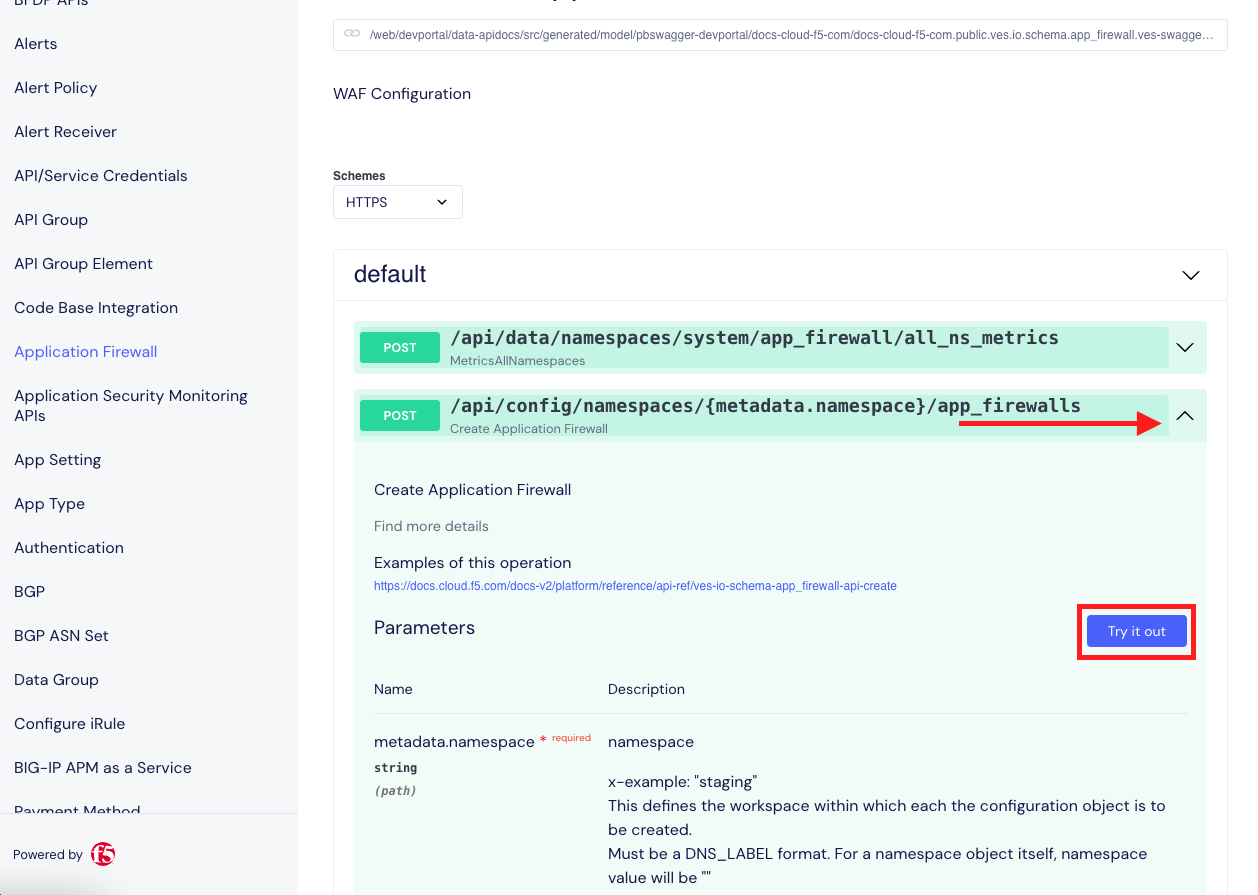 BFDP APIs
Alerts
Alert Policy
Alert Receiver
API/Service Credentials
API Group
API Group Element
Code Base Integration
Application Firewall
Application Security Monitoring
APIs
App Setting
App Type
Authentication
BGP
BGP ASN Set
Data Group
Configure iRule
BIG-IP APM as a Service
Payment Method
Powered by f5
/web/devportal/data-apidocs/src/generated/model/pbswagger-devportal/docs-cloud-f5-com/docs-cloud-f5-com.public.ves.io.schema.app_firewall.ves-swagge...
WAF Configuration
Schemes
HTTPS
default
POST /api/data/namespaces/system/app_firewall/all_ns_metrics
MetricsAllNamespaces
POST /api/config/namespaces/{metadata.namespace}/app_firewalls
Create Application Firewall
Create Application Firewall
Find more details
Examples of this operation
https://docs.cloud.f5.com/docs-v2/platform/reference/api-ref/ves-io-schema-app_firewall-api-create
Parameters
Try it out
Name Description
metadata.namespace * required namespace
string
(path)
x-example: "staging"
This defines the workspace within which each the configuration object is to
be created.
Must be a DNS_LABEL format. For a namespace object itself, namespace
value will be ""